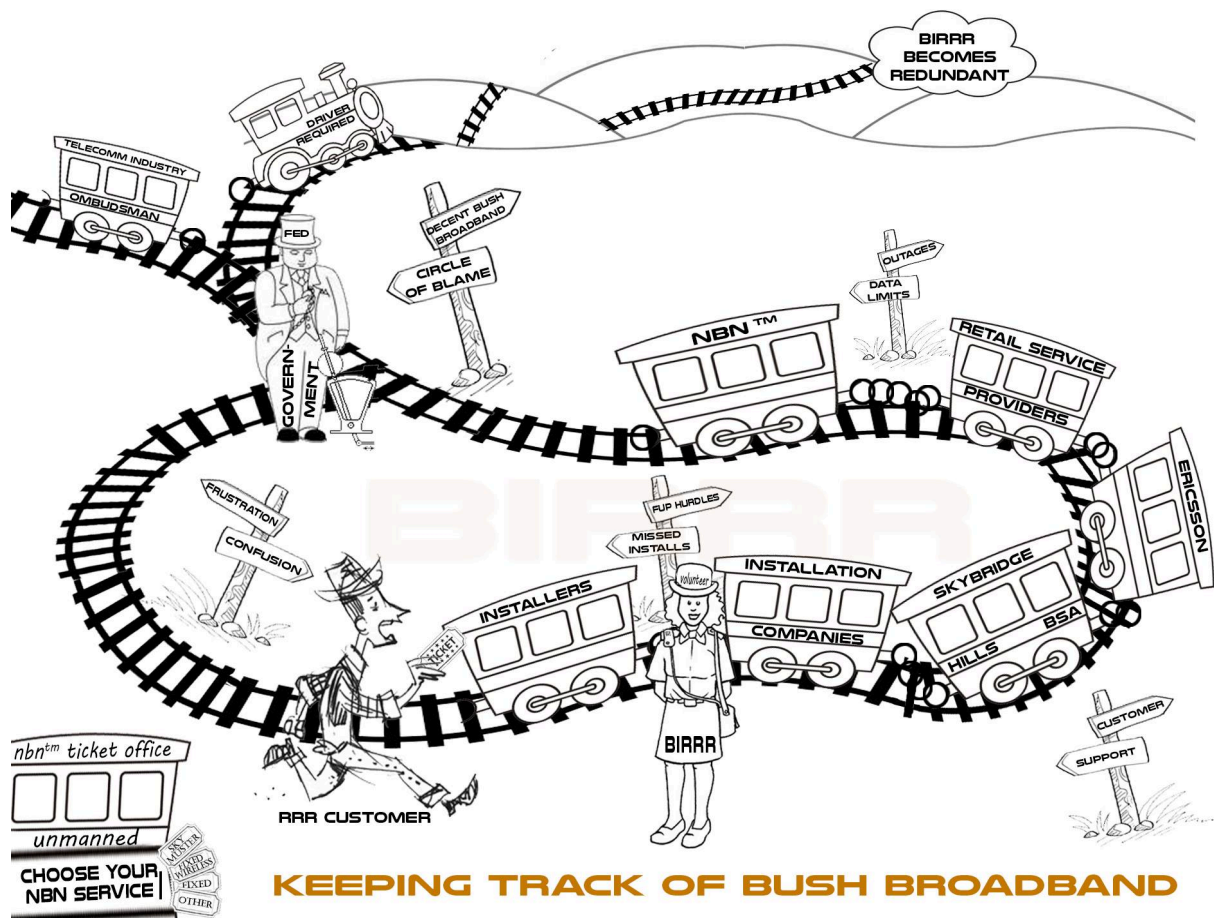 BIRRR
BECOMES
REDUNDANT
DRIVER
REQUIRED
TELECOMM INDUSTRY
OMBUDSMAN
FED
GOVERN-
MENT
DECENT BUSH
BROADBAND
CIRCLE
OF BLAME
OUTAGES
DATA
LIMITS
NBN ™
RETAIL SERVICE
PROVIDERS
ERICSSON
FRUSTRATION
CONFUSION
BIRRR
FUP HURDLES
MISSED
INSTALLS
volunteer
INSTALLERS
TICKET
INSTALLATION
COMPANIES
SKYBRIDGE
HILLS
BSA
BIRRR
CUSTOMER
SUPPORT
nbn™ ticket office
unmanned
CHOOSE YOUR
NBN SERVICE
SKY
MUSTER
FIXED
WIRELESS
FIXED
OTHER
RRR CUSTOMER
KEEPING TRACK OF BUSH BROADBAND